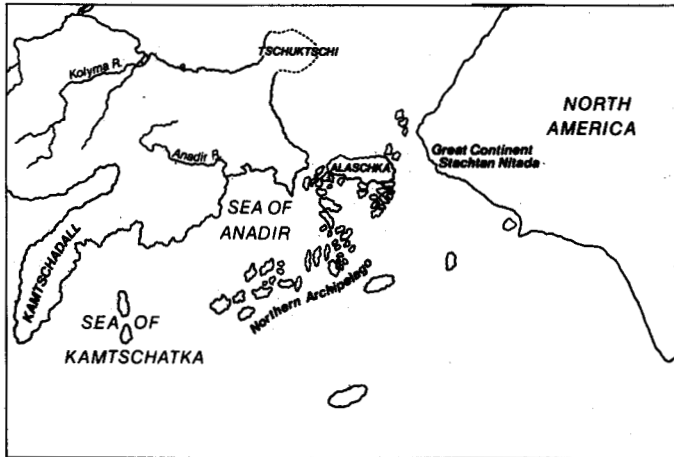 TSCHUKTSCHI
Kolyma R.
NORTH
AMERICA
Great Continent
Stachtan Nitada
Anadir R.
ALASCHKA
SEA OF
ANADIR
KAMTSCHADALL
Northern Archipelago
SEA OF
KAMTSCHATKA